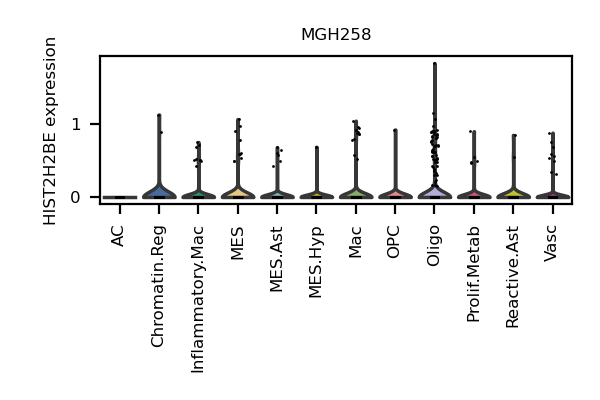 MGH258
HIST2H2BE expression
1
0
AC
Chromatin.Reg
Inflammatory.Mac
MES
MES.Ast
MES.Hyp
Mac
OPC
Oligo
Prolif.Metab
Reactive.Ast
Vasc